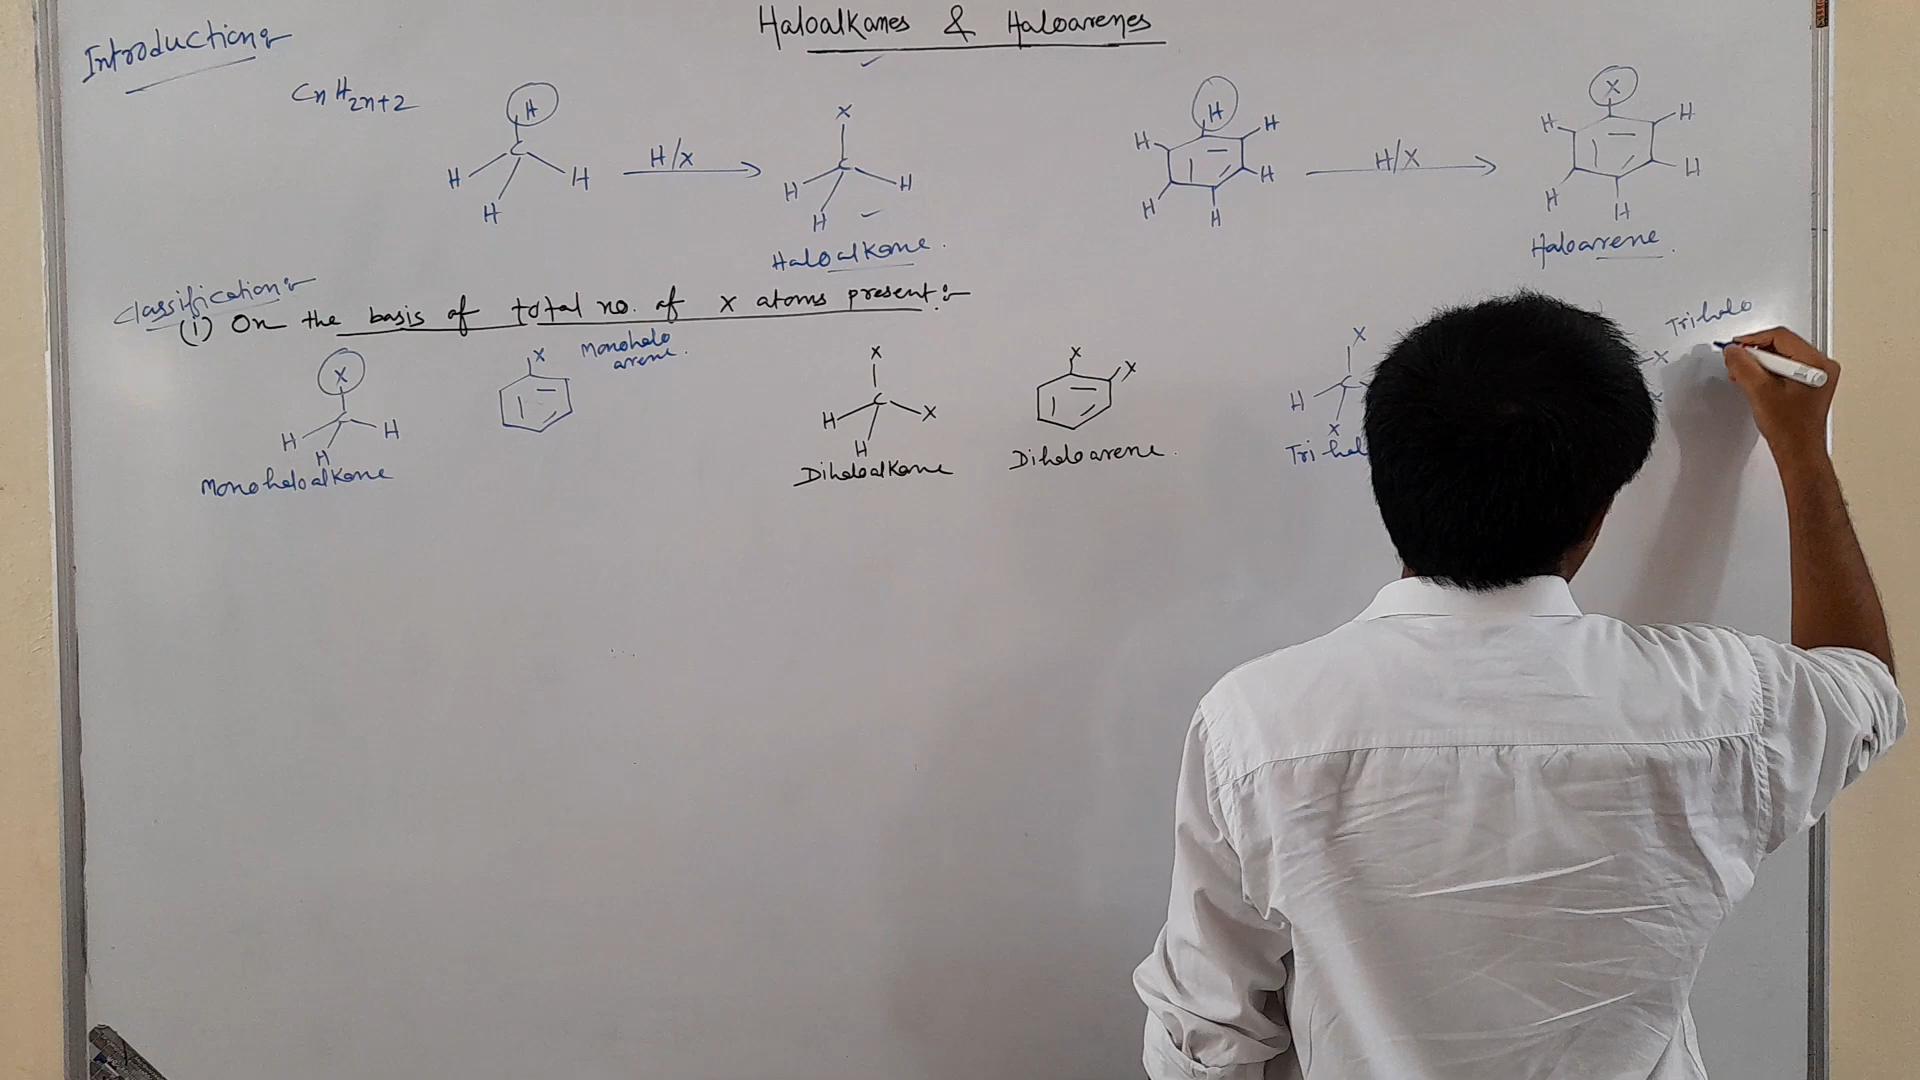 Haloalkanes & Haloarenes
Introduction:-
CnH2n+2
H
C
H
H
H
H/X
X
C
H
H
H
Haloalkane.
H
H
H
H
H
H
H/X
X
H
H
H
H
H
Haloarene.
Classification:-
(i) On the basis of total no. of X atoms present:-
X
C
H
H
H
Monohaloalkane
X
Monohalo
arene.
X
C
H
X
H
Dihaloalkane
X
X
Dihaloarene.
X
C
H
X
Tri hal
X
X
Trihalo